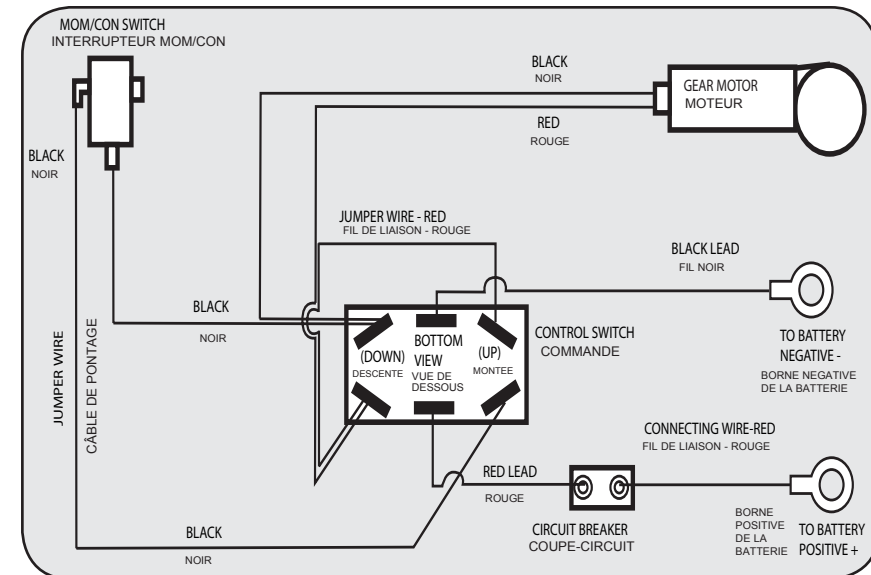 MOM/CON SWITCH
INTERRUPTEUR MOM/CON
BLACK
NOIR
GEAR MOTOR
MOTEUR
RED
ROUGE
BLACK
NOIR
JUMPER WIRE - RED
FIL DE LIAISON - ROUGE
BLACK LEAD
FIL NOIR
BLACK
NOIR
CONTROL SWITCH
COMMANDE
(DOWN)
DESCENTE
BOTTOM
VIEW
VUE DE
DESSOUS
(UP)
MONTEE
TO BATTERY
NEGATIVE -
BORNE NEGATIVE
DE LA BATTERIE
JUMPER WIRE
CÂBLE DE PONTAGE
CONNECTING WIRE-RED
FIL DE LIAISON - ROUGE
RED LEAD
ROUGE
CIRCUIT BREAKER
COUPE-CIRCUIT
BORNE
POSITIVE
DE LA
BATTERIE
TO BATTERY
POSITIVE +
BLACK
NOIR